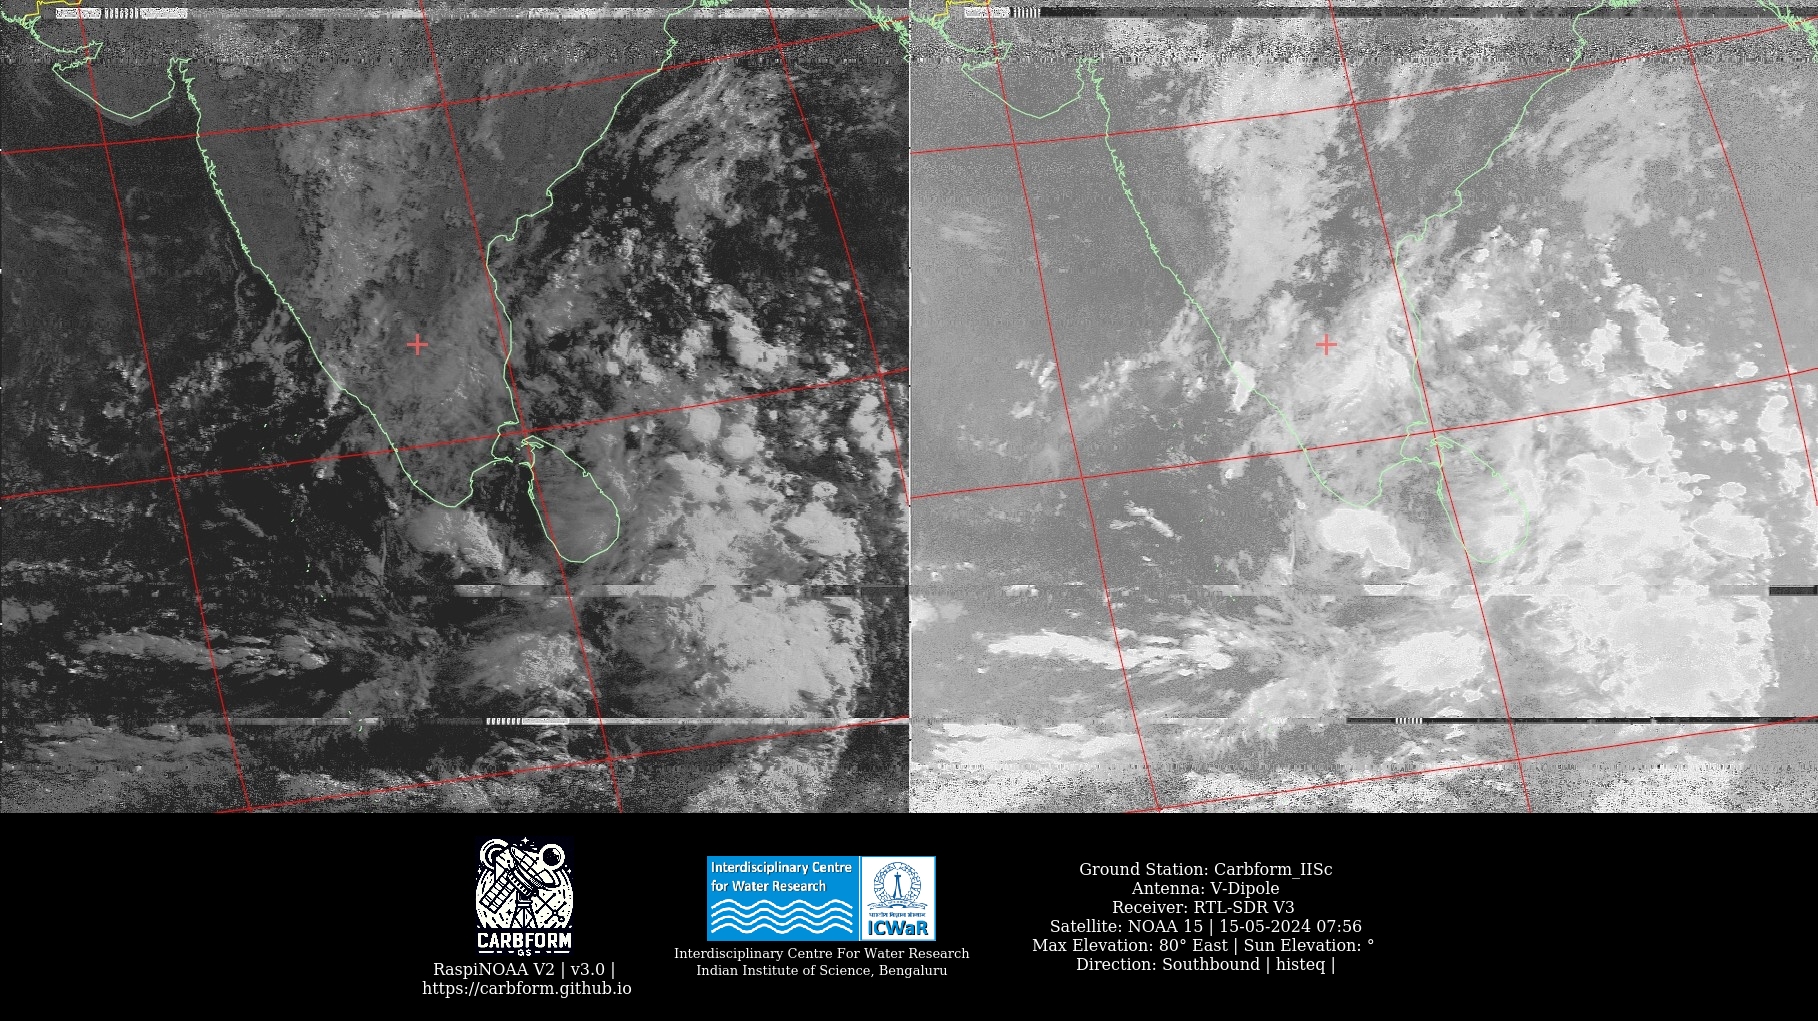 CARBFORM
GS
RaspiNOAA V2 | v3.0 |
https://carbform.github.io
Interdisciplinary Centre
for Water Research
भारतीय विज्ञान संस्थान
ICWaR
Interdisciplinary Centre For Water Research
Indian Institute of Science, Bengaluru
Ground Station: Carbform_IISc
Antenna: V-Dipole
Receiver: RTL-SDR V3
Satellite: NOAA 15 | 15-05-2024 07:56
Max Elevation: 80° East | Sun Elevation: °
Direction: Southbound | histeq |